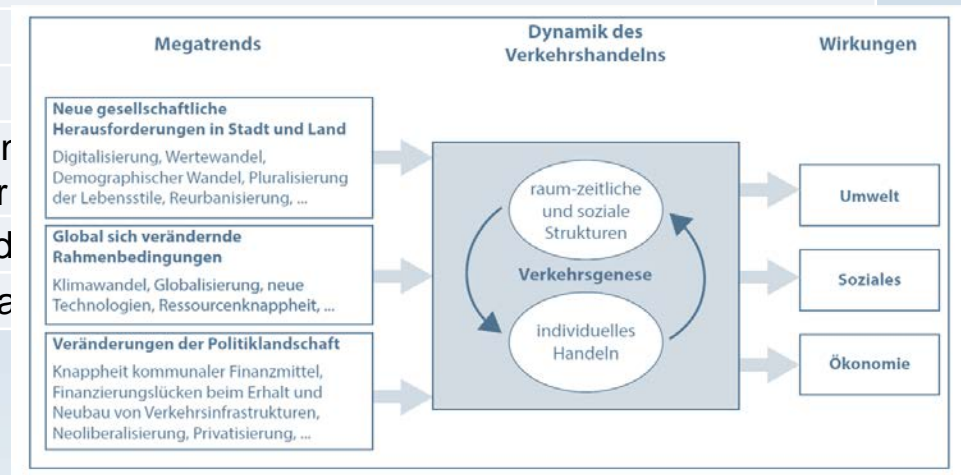 Megatrends
Dynamik des
Verkehrshandelns
Wirkungen
Neue gesellschaftliche
Herausforderungen in Stadt und Land
Digitalisierung, Wertewandel,
Demographischer Wandel, Pluralisierung
der Lebensstile, Reurbanisierung, ...
Global sich verändernde
Rahmenbedingungen
Klimawandel, Globalisierung, neue
Technologien, Ressourcenknappheit, ...
Veränderungen der Politiklandschaft
Knappheit kommunaler Finanzmittel,
Finanzierungslücken beim Erhalt und
Neubau von Verkehrsinfrastrukturen,
Neoliberalisierung, Privatisierung, ...
raum-zeitliche
und soziale
Strukturen
Verkehrsgenese
individuelles
Handeln
Umwelt
Soziales
Ökonomie